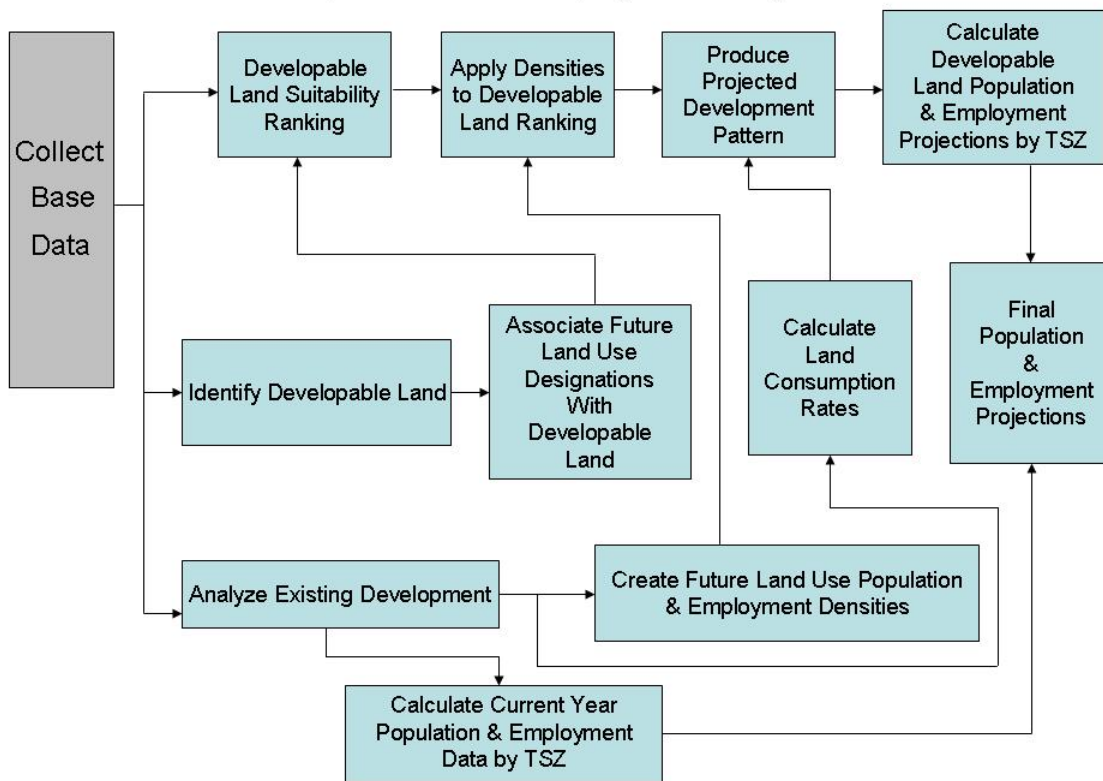 Collect
Base
Data
Developable
Land Suitability
Ranking
Apply Densities
to Developable
Land Ranking
Produce
Projected
Development
Pattern
Calculate
Developable
Land Population
& Employment
Projections by TSZ
Identify Developable Land
Associate Future
Land Use
Designations
With
Developable
Land
Calculate
Land
Consumption
Rates
Final
Population
&
Employment
Projections
Analyze Existing Development
Create Future Land Use Population
& Employment Densities
Calculate Current Year
Population & Employment
Data by TSZ